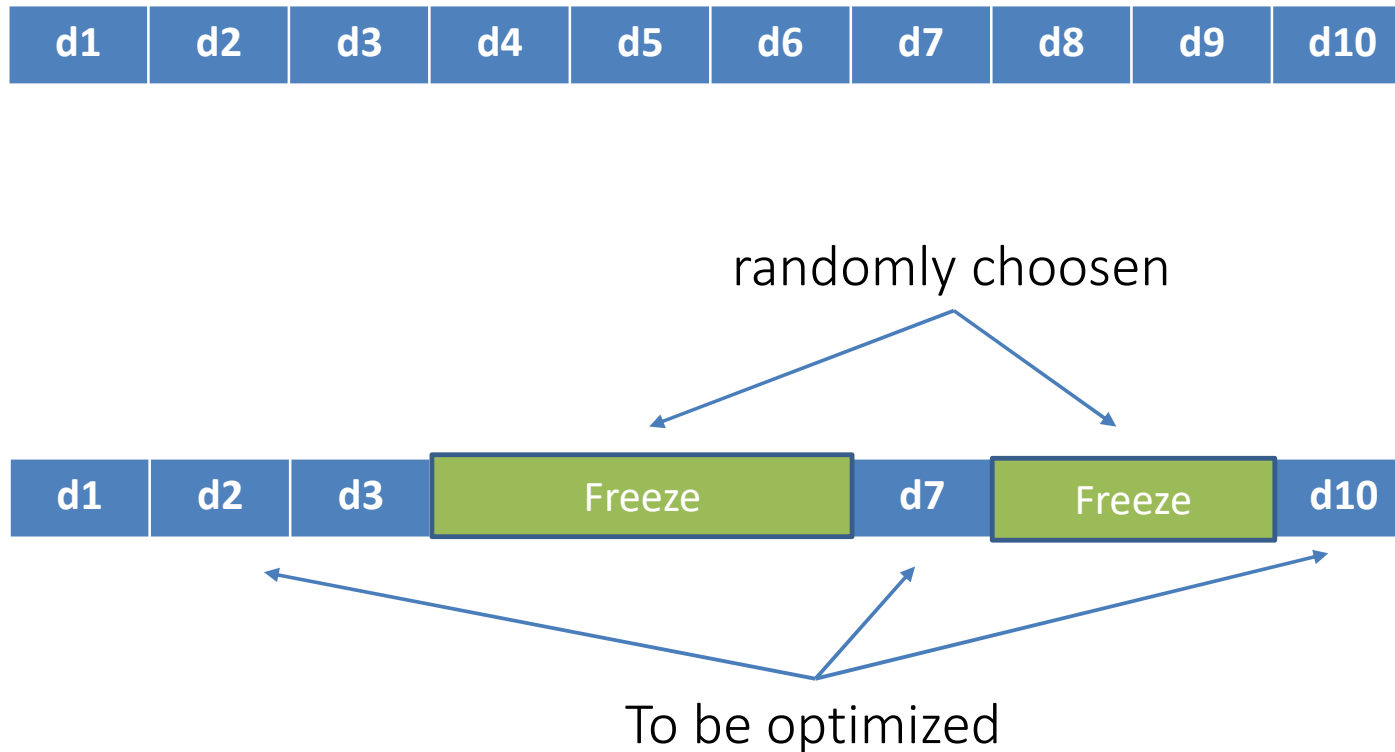 d1 d2 d3 d4 d5 d6 d7 d8 d9 d10
randomly choosen
d1 d2 d3 Freeze d7 Freeze d10
To be optimized